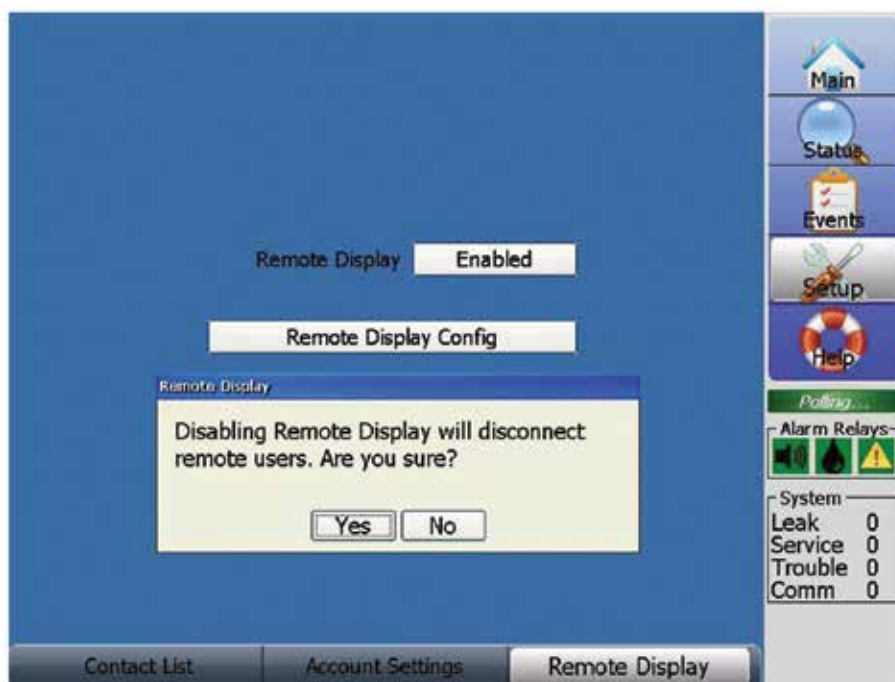 Remote Display Enabled
Remote Display Config
Remote Display
Disabling Remote Display will disconnect
remote users. Are you sure?
Yes No
Contact List Account Settings Remote Display
Main
Status
Events
Setup
Help
Polling...
Alarm Relays
System
Leak 0
Service 0
Trouble 0
Comm 0